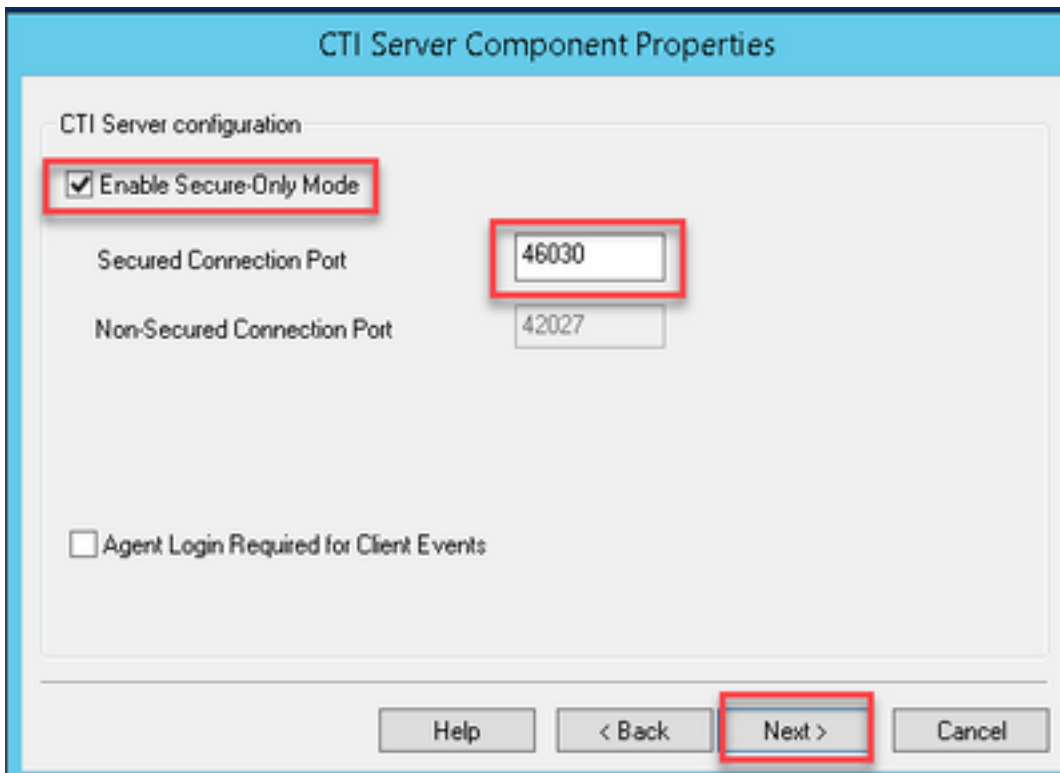 CTI Server Component Properties
CTI Server configuration
Enable Secure-Only Mode
Secured Connection Port 46030
Non-Secured Connection Port 42027
Agent Login Required for Client Events
Help < Back Next > Cancel